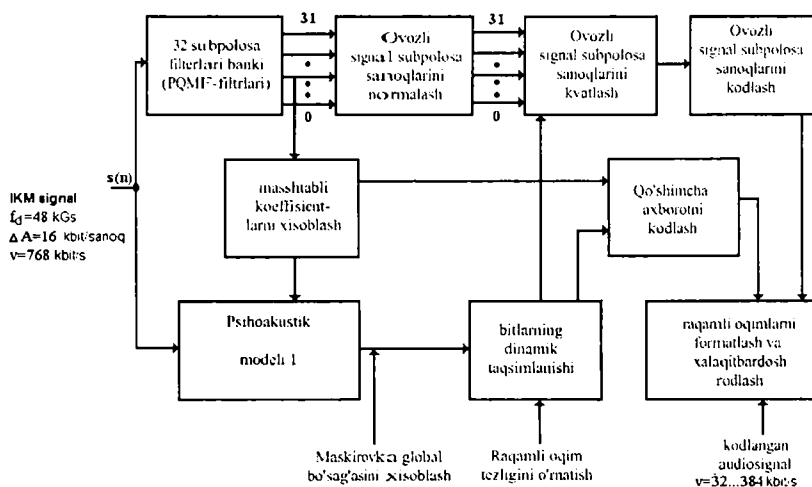 31
31
32 subpolosa
filterlari banki
(PQMF-filtrlari)
Ovozli
signal subpolosa
sanoqlarini
normalash
Ovozli
signal subpolosa
sanoqlarini
kvatlash
Ovozli
signal subpolosa
sanoqlarini
kodlash
0
0
s(n)
IKM signal
fd=48 kGs
Δ A=16 kbit/sanoq
v=768 kbit/s
masshtabli
koeffisient-
larni xisoblash
Qo'shimcha
axborotni
kodlash
Psihoakustik
modeli 1
bitlarning
dinamik
taqsimlanishi
raqamli oqimlarni
formatlash va
xalaqitbardosh
rodlash
Maskirovka global
bo'sag'asini xisoblash
Raqamli oqim
tezligini o'rnatish
kodlangan
audiosignal
v=32...384 kbit/s